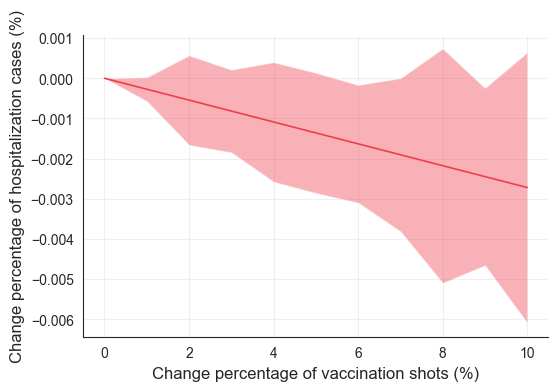 Change percentage of hospitalization cases (%)
0.001
0.000
−0.001
−0.002
−0.003
−0.004
−0.005
−0.006
0 2 4 6 8 10
Change percentage of vaccination shots (%)